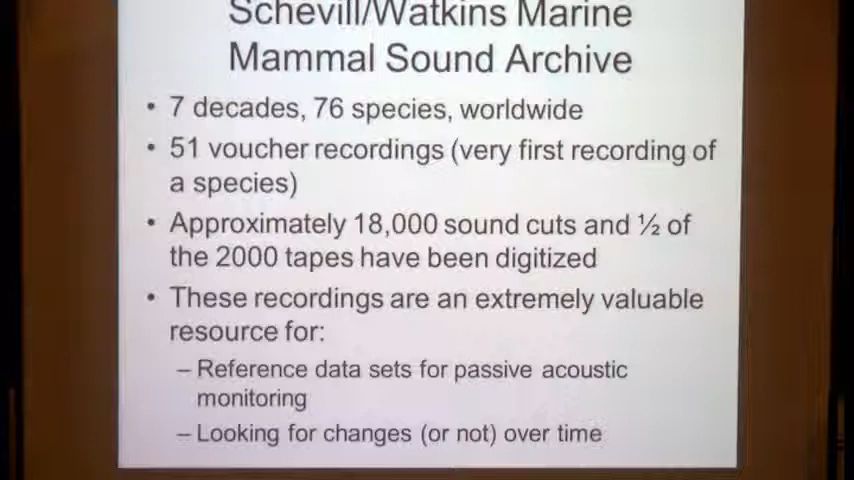 Schevill/Watkins Marine
Mammal Sound Archive
• 7 decades, 76 species, worldwide
• 51 voucher recordings (very first recording of
a species)
• Approximately 18,000 sound cuts and ½ of
the 2000 tapes have been digitized
• These recordings are an extremely valuable
resource for:
– Reference data sets for passive acoustic
monitoring
– Looking for changes (or not) over time